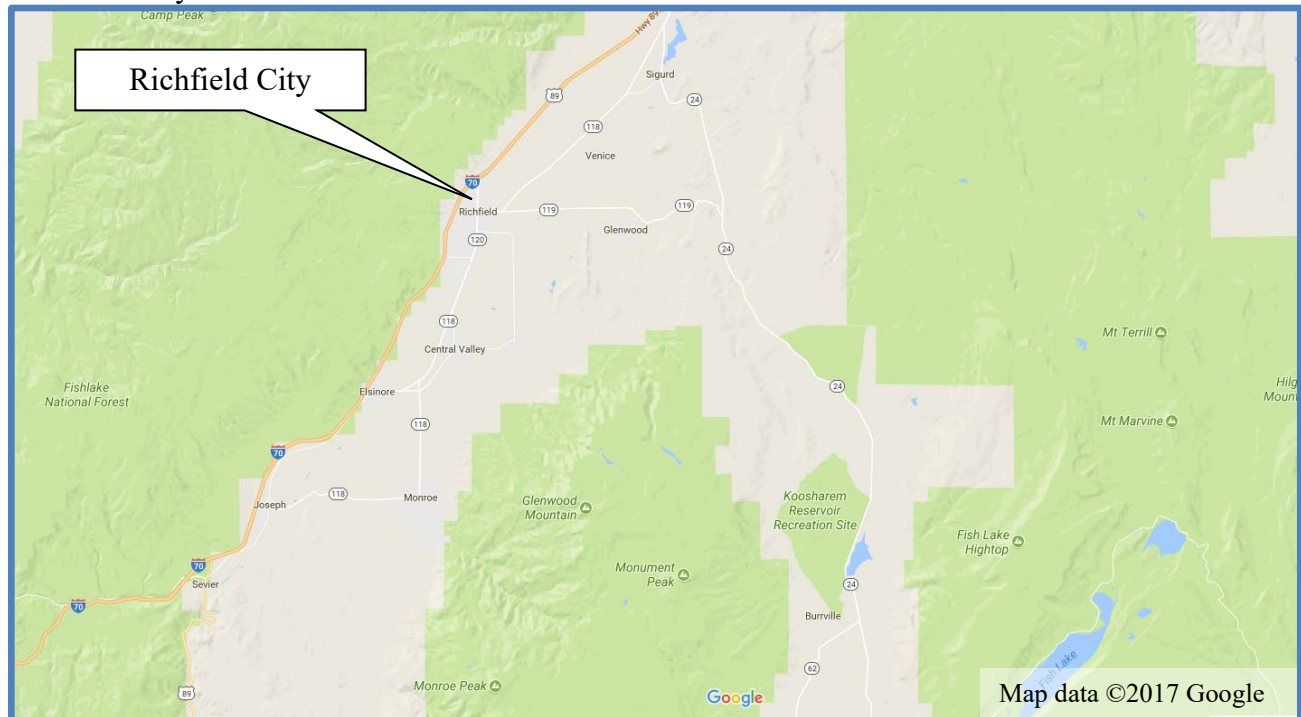 Camp Peak
Hwy 89
Richfield City
Sigurd
89
24
118
Venice
70
Richfield
119
119
Glenwood
120
24
118
Central Valley
Mt Terrill
24
Elsinore
Fishlake
National Forest
118
Mt Marvine
70
Joseph
118
Monroe
Glenwood
Mountain
Koosharem
Reservoir
Recreation Site
Fish Lake
Hightop
70
Sevier
Monument
Peak
24
70
Burrville
62
Fish Lake
Monroe Peak
89
Google
Map data ©2017 Google